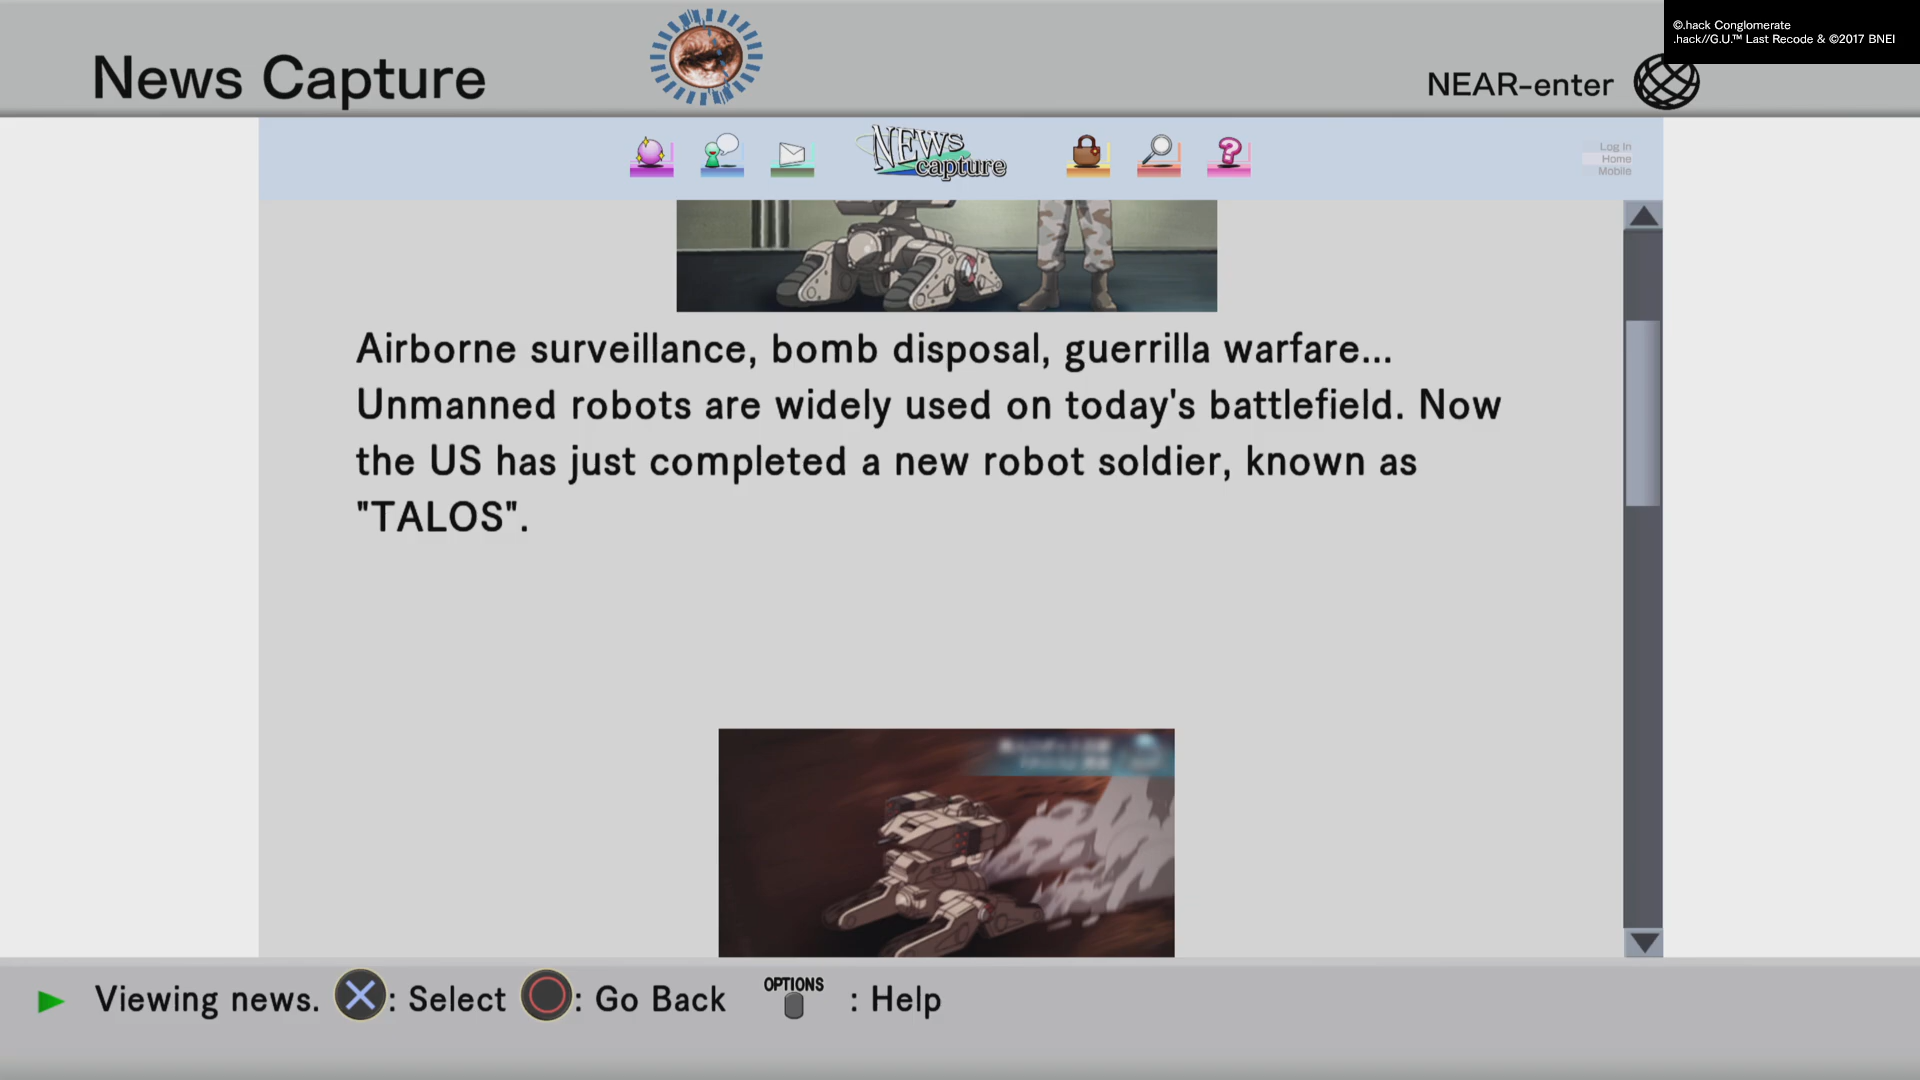 ©.hack Conglomerate
.hack//G.U.™ Last Recode & ©2017 BNEI
News Capture
NEAR-enter
NEWS
capture
Log In
Home
Mobile
Airborne surveillance, bomb disposal, guerrilla warfare...
Unmanned robots are widely used on today's battlefield. Now
the US has just completed a new robot soldier, known as
"TALOS".
Viewing news. : Select : Go Back OPTIONS : Help